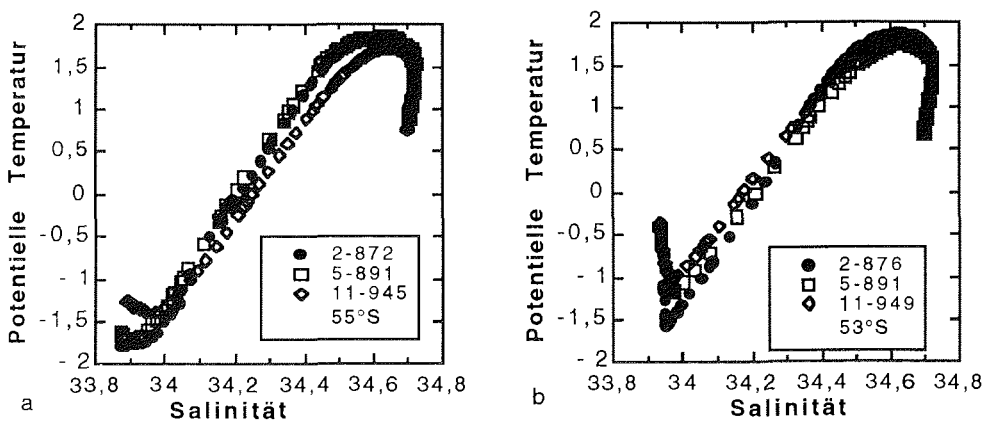 2
1,5
1
0,5
0
-0,5
-1
-1,5
-2
Potentielle Temperatur
2-872
5-891
11-945
55°S
33,8 34 34,2 34,4 34,6 34,8
Salinität
a
2
1,5
1
0,5
0
-0,5
-1
-1,5
2
Potentielle Temperatur
2-876
5-891
11-949
53°S
33,8 34 34,2 34,4 34,6 34,8
Salinität
b